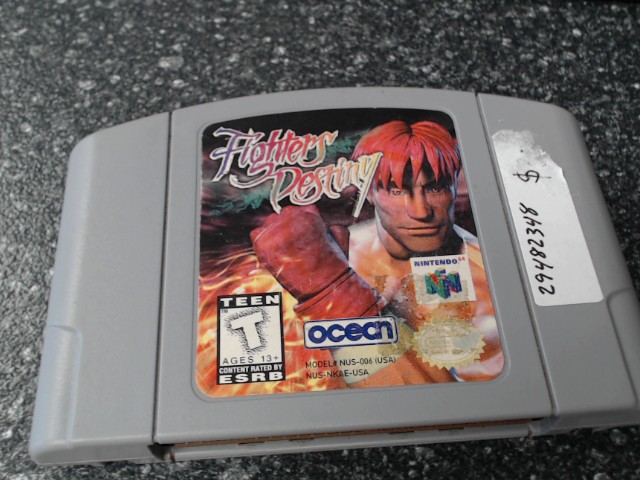 Fighters
Destiny
NINTENDO 64
TEEN
T
AGES 13+
CONTENT RATED BY
ESRB
ocean
MODEL# NUS-006 (USA)
NUS-NKAE-USA
29482348 $